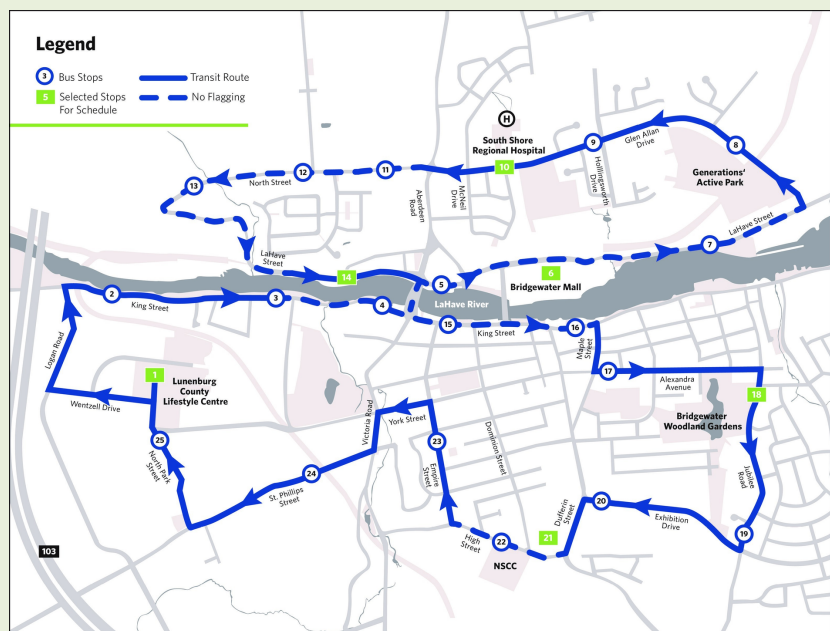 Legend
3 Bus Stops
Transit Route
5 Selected Stops
For Schedule
No Flagging
H
South Shore
Regional Hospital
9
Glen Allan
Drive
8
Generations'
Active Park
Hollingsworth
Drive
10
McNeil
Drive
Aberdeen
Road
11
12
North Street
13
LaHave
Street
14
5
6
Bridgewater Mall
7
LaHave Street
LaHave River
2
King Street
3
4
15
King Street
16
Maple
Street
17
Alexandra
Avenue
18
Bridgewater
Woodland Gardens
Jubilee
Road
19
Exhibition
Drive
20
Dufferin
Street
21
22
NSCC
High
Street
Dominion Street
Empire
Street
23
York Street
Victoria Road
24
St. Phillips
Street
25
North Park
Street
1
Lunenburg
County
Lifestyle Centre
Wentzell Drive
Logan Road
103